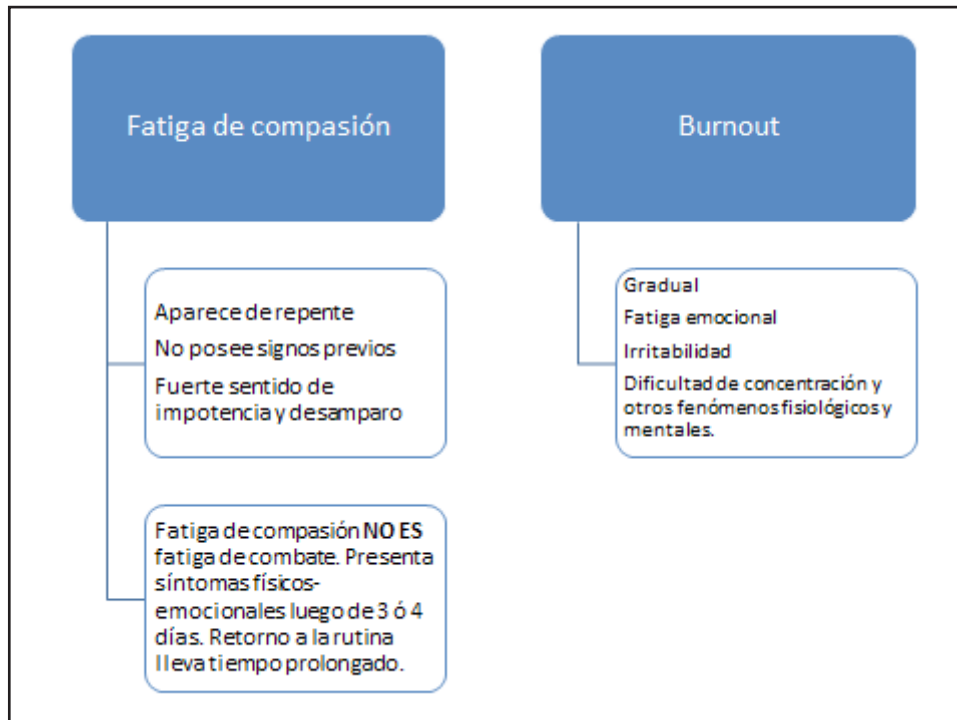 Fatiga de compasión
Aparece de repente
No posee signos previos
Fuerte sentido de
impotencia y desamparo
Fatiga de compasión NO ES
fatiga de combate. Presenta
síntomas físicos-
emocionales luego de 3 ó 4
días. Retorno a la rutina
lleva tiempo prolongado.
Burnout
Gradual
Fatiga emocional
Irritabilidad
Dificultad de concentración y
otros fenómenos fisiológicos y
mentales.